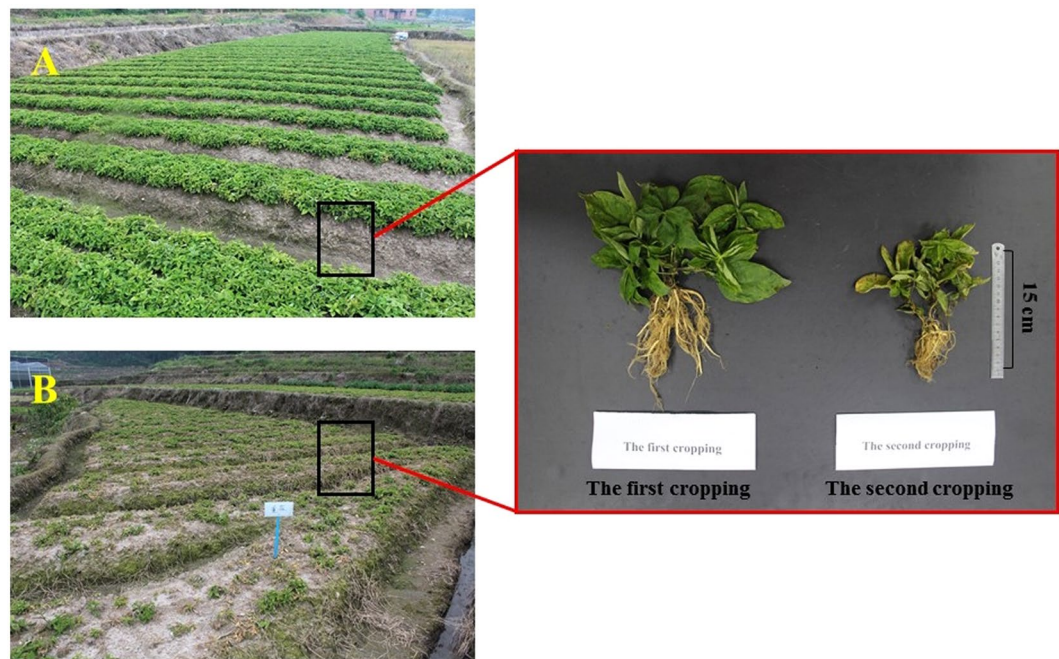 A
B
The first cropping
The second cropping
15 cm
The first cropping
The second cropping